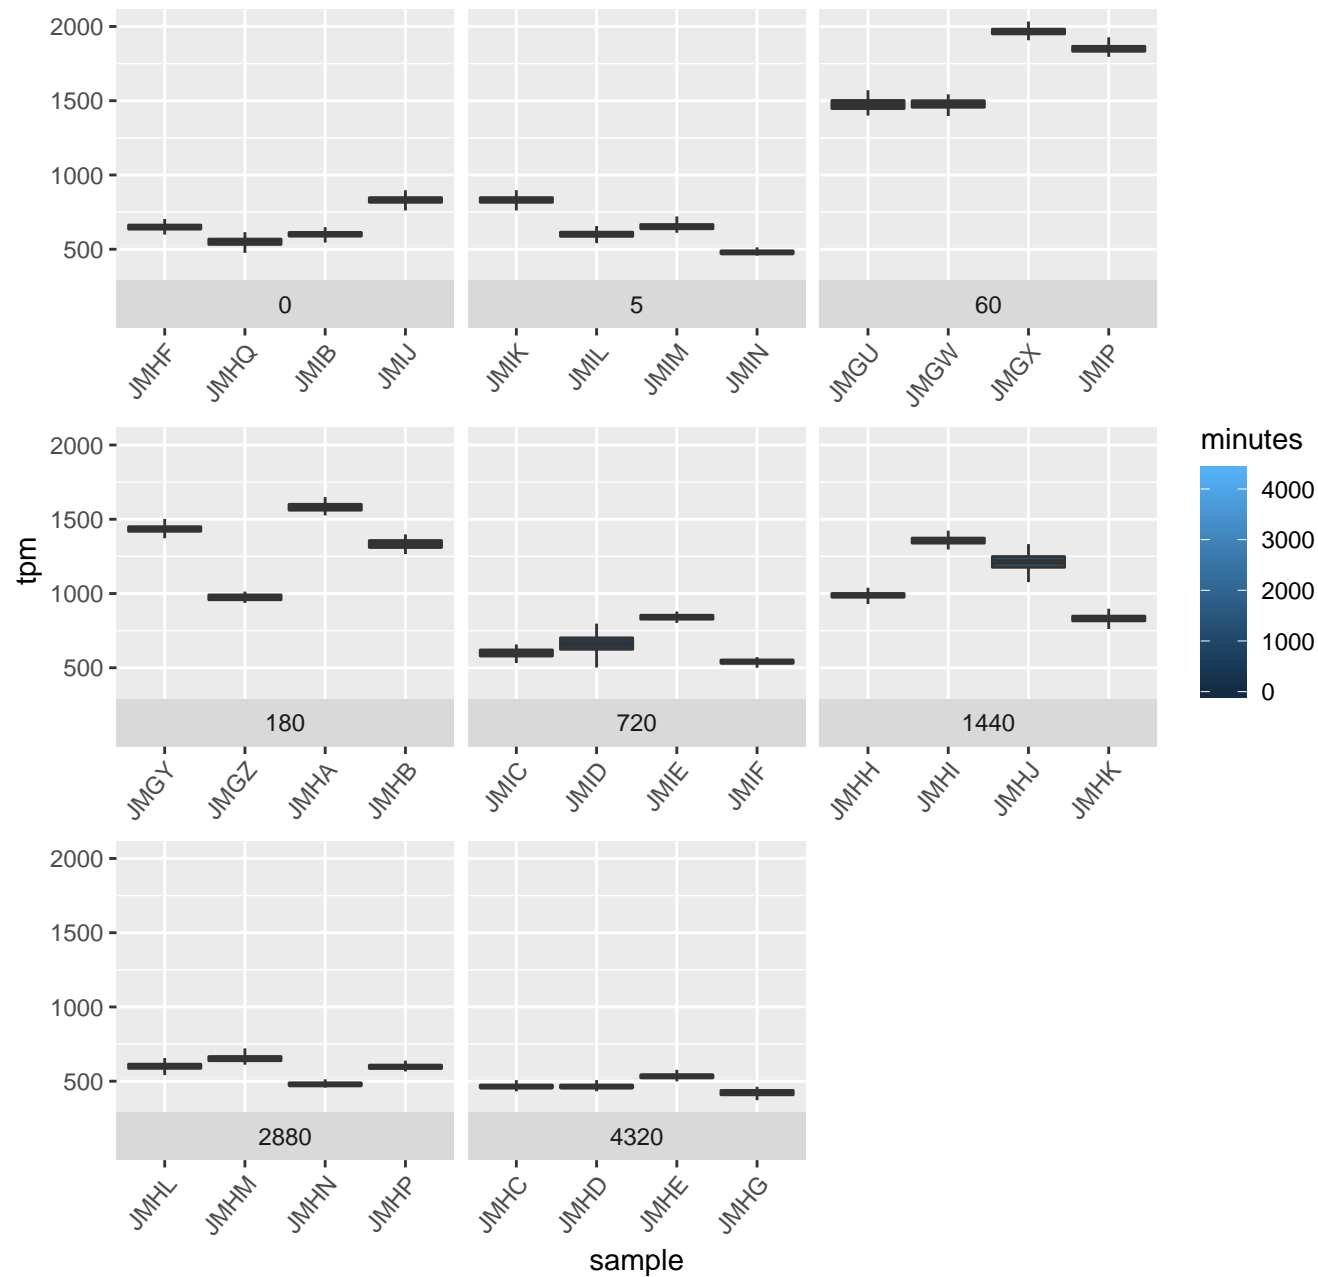 2000
1500
1000
500
0
5
60
JMHF
JMHQ
JMIB
JMIJ
JMIK
JMIL
JMIM
JMIN
JMGU
JMGW
JMGX
JMIP
tpm
2000
1500
1000
500
180
720
1440
JMGY
JMGZ
JMHA
JMHB
JMIC
JMID
JMIE
JMIF
JMHH
JMHI
JMHJ
JMHK
minutes
4000
3000
2000
1000
0
2000
1500
1000
500
2880
4320
JMHL
JMHM
JMHN
JMHP
JMHC
JMHD
JMHE
JMHG
sample